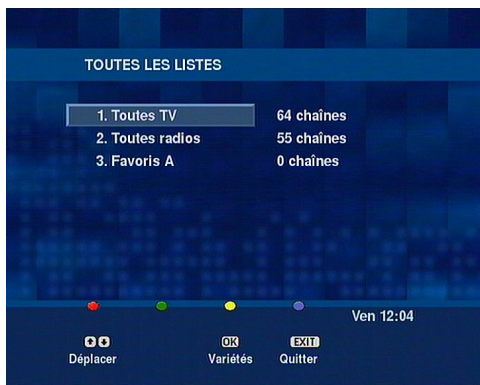 TOUTES LES LISTES
1. Toutes TV 64 chaînes
2. Toutes radios 55 chaînes
3. Favoris A 0 chaînes
Ven 12:04
OK EXIT
Déplacer Variétés Quitter